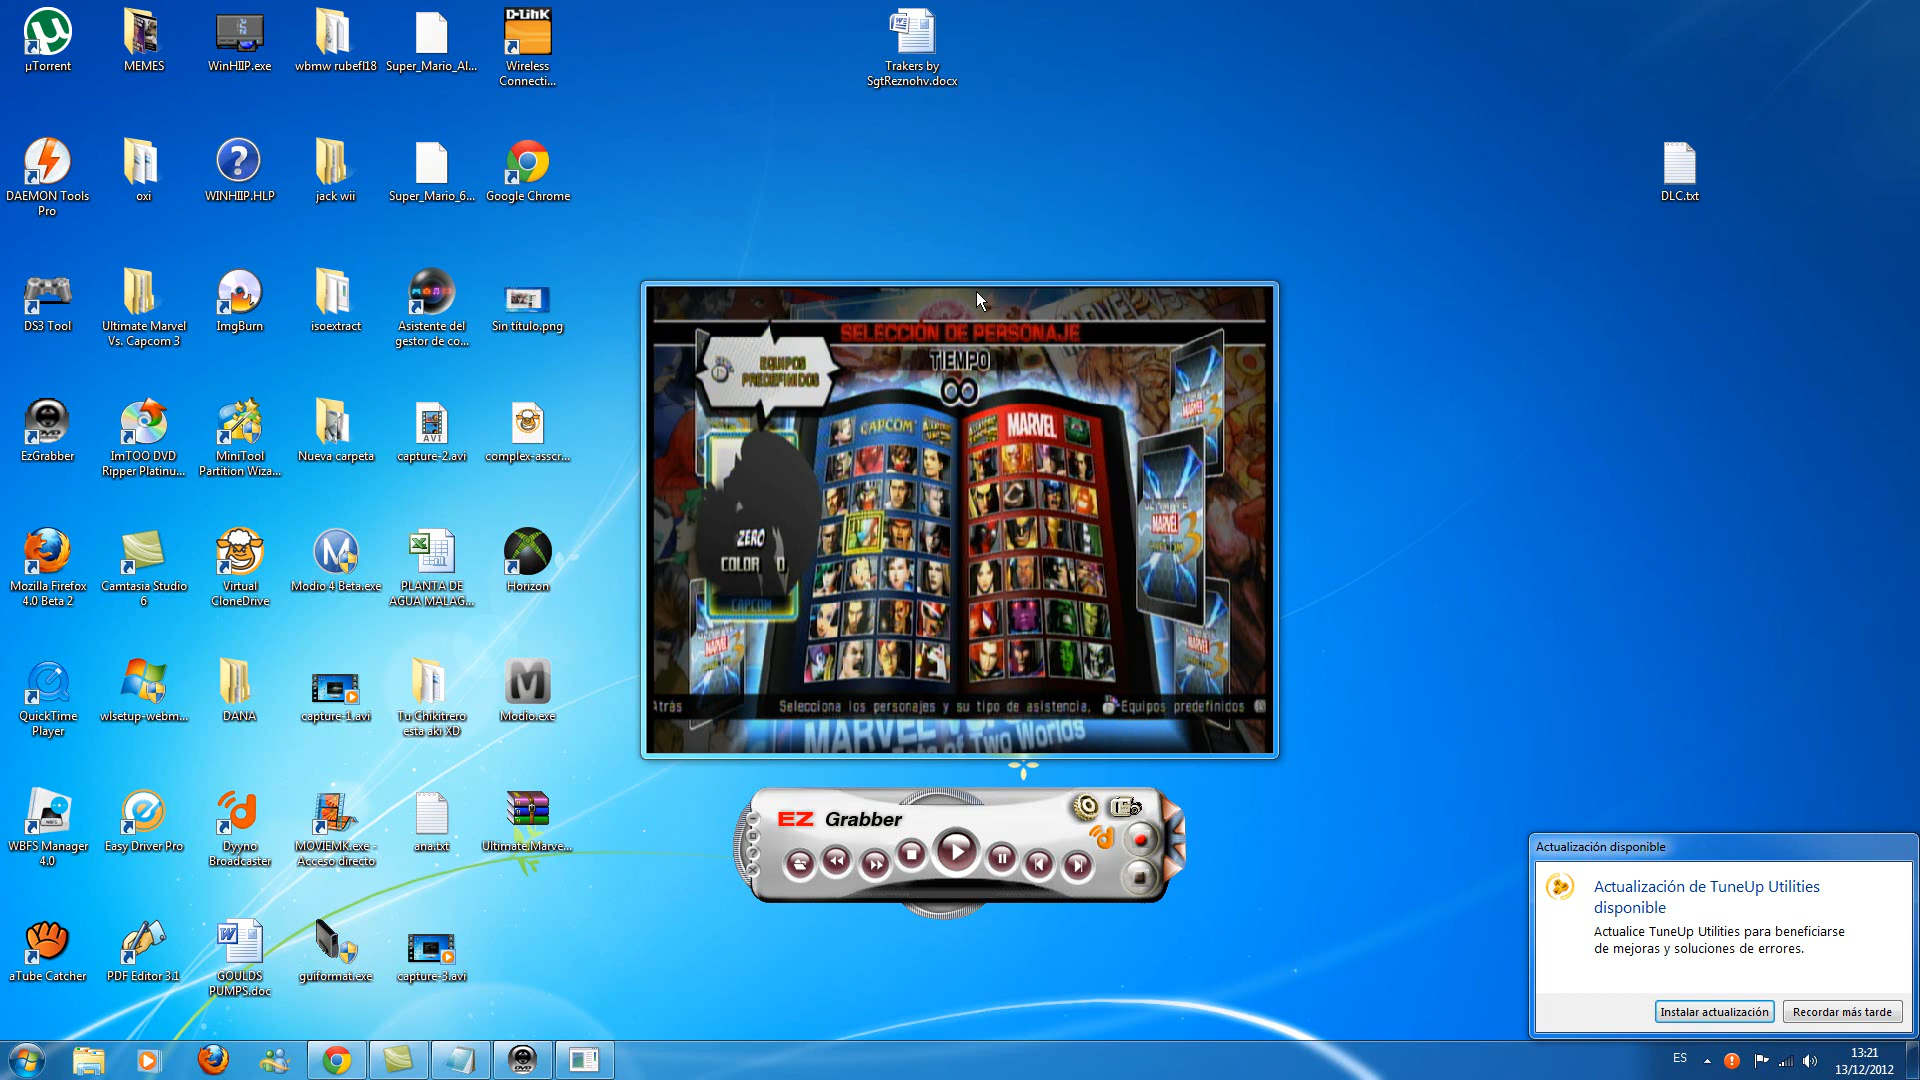 µTorrent
MEMES
WinHIIP.exe
wbmw rubefl18
Super_Mario_Al...
D-Link
Wireless
Connecti...
Trakers by
SgtReznohv.docx
DAEMON Tools
Pro
oxi
WINHIIP.HLP
jack wii
Super_Mario_6...
Google Chrome
DLC.txt
DS3 Tool
Ultimate Marvel
Vs. Capcom 3
ImgBurn
isoextract
Asistente del
gestor de co...
Sin título.png
EzGrabber
ImTOO DVD
Ripper Platinu...
MiniTool
Partition Wiza...
Nueva carpeta
AVI
capture-2.avi
complex-asscr...
Mozilla Firefox
4.0 Beta 2
Camtasia Studio
6
Virtual
CloneDrive
Modio 4 Beta.exe
PLANTA DE
AGUA MALAG...
Horizon
QuickTime
Player
wlsetup-webm...
DANA
capture-1.avi
Tu Chikitrero
esta aki XD
Modio.exe
WBFS Manager
4.0
Easy Driver Pro
Dyyno
Broadcaster
MOVIEMK.exe -
Acceso directo
ana.txt
Ultimate.Marve...
aTube Catcher
PDF Editor 3.1
GOULDS
PUMPS.doc
guiformat.exe
capture-3.avi
SELECCIÓN DE PERSONAJE
TIEMPO
EQUIPOS
PREDEFINIDOS
CAPCOM
MARVEL
ZERO
COLOR
CAPCOM
MARVEL
Atrás
Selecciona los personajes y su tipo de asistencia.
Equipos predefinidos
MARVEL
Fate of Two Worlds
EZ Grabber
Actualización disponible
Actualización de TuneUp Utilities
disponible
Actualice TuneUp Utilities para beneficiarse
de mejoras y soluciones de errores.
Instalar actualización
Recordar más tarde
ES
13:21
13/12/2012